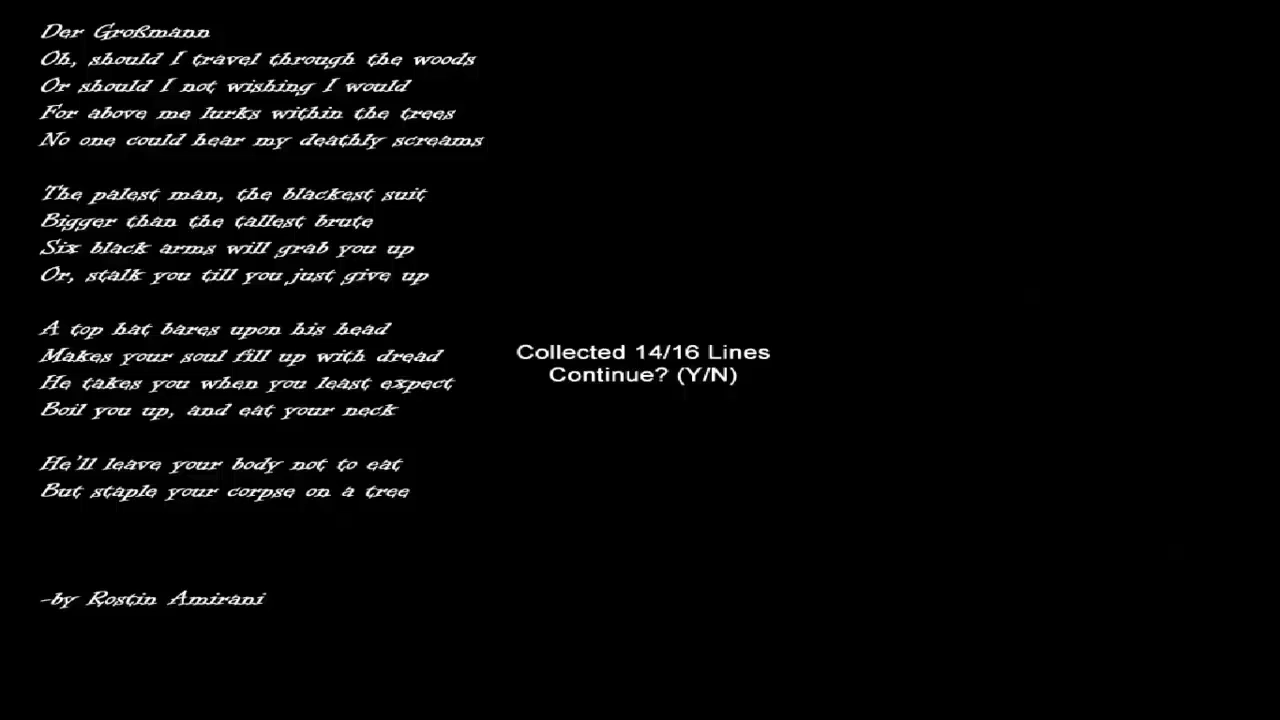 Der Großmann
Oh, should I travel through the woods
Or should I not wishing I would
For above me lurks within the trees
No one could hear my deathly screams
The palest man, the blackest suit
Bigger than the tallest brute
Six black arms will grab you up
Or, stalk you till you just give up
A top hat bares upon his head
Makes your soul fill up with dread
He takes you when you least expect
Boil you up, and eat your neck
He'll leave your body not to eat
But staple your corpse on a tree
-by Rostin Amirani
Collected 14/16 Lines
Continue? (Y/N)